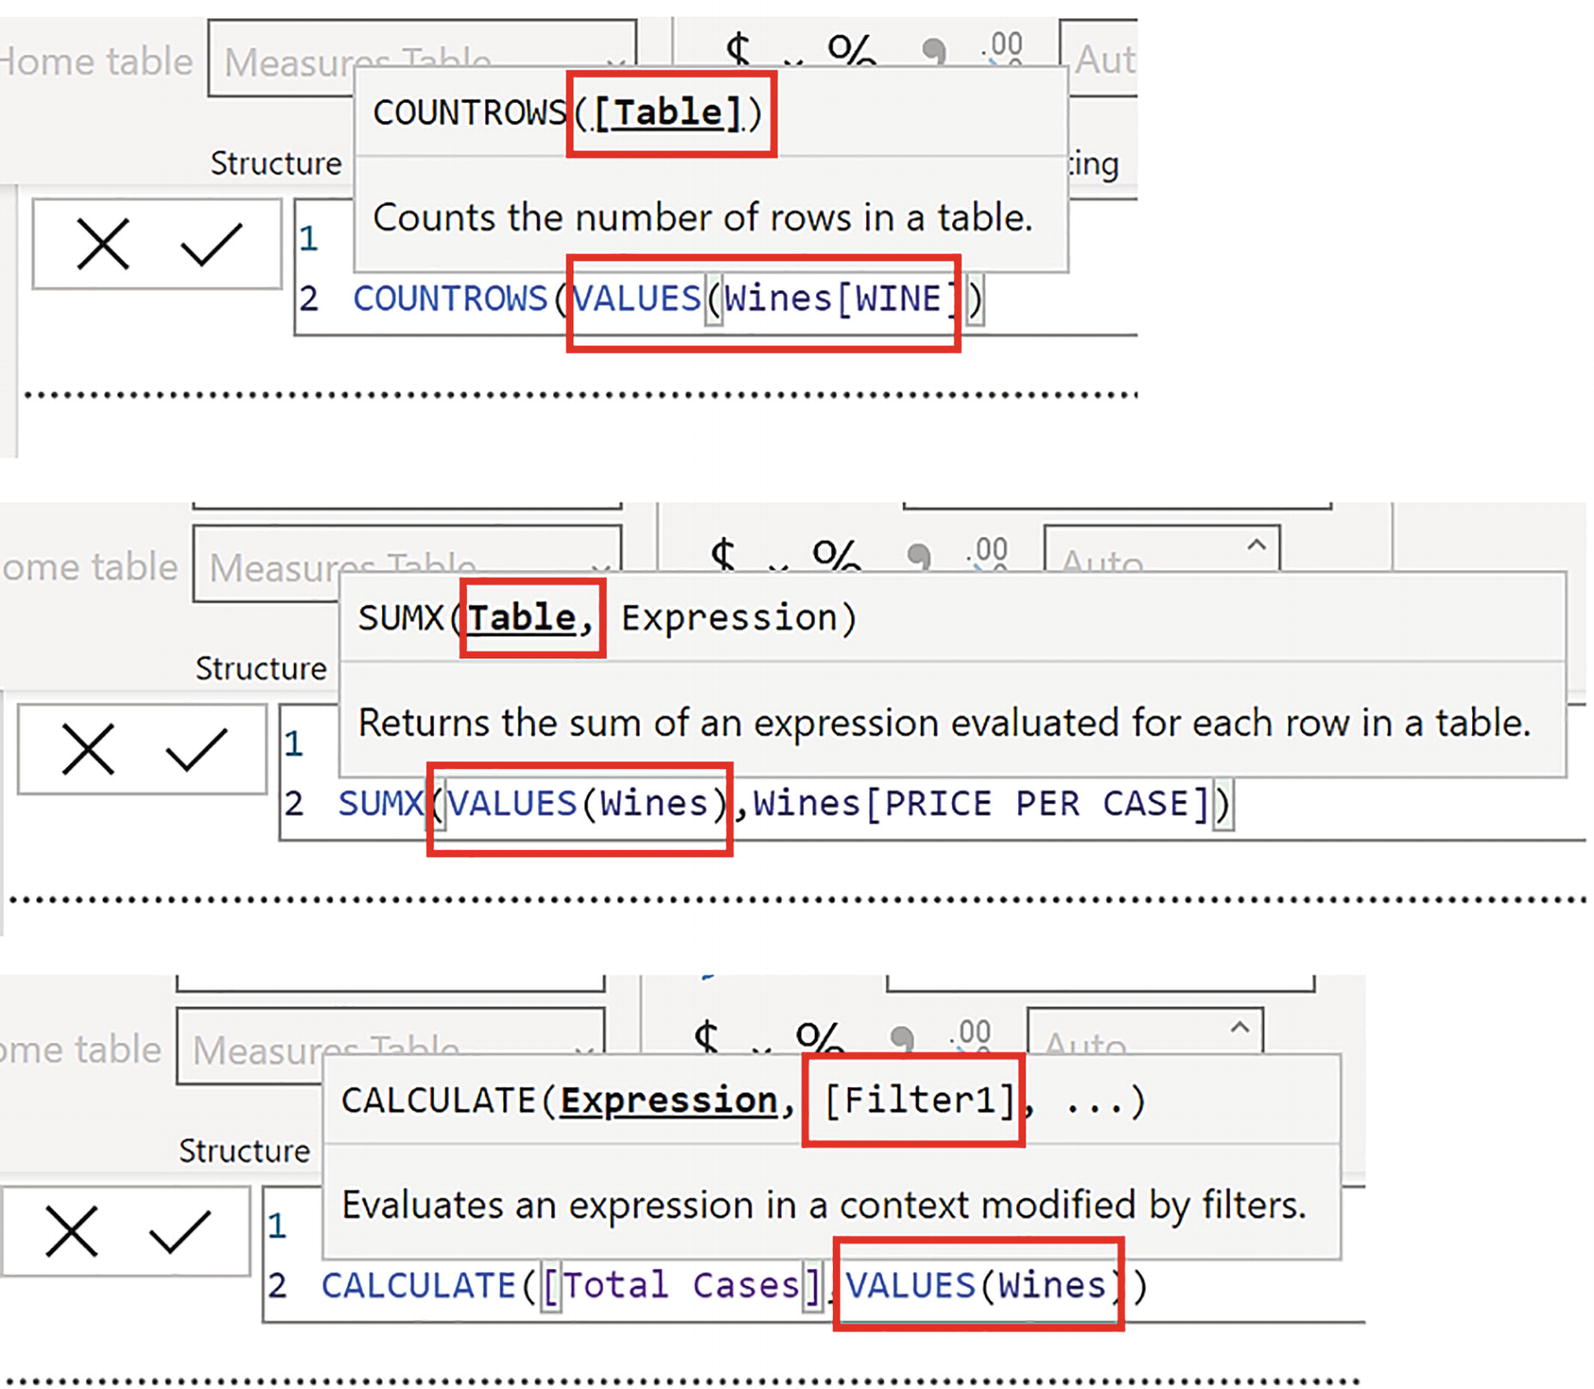 Home table Measures Table $ % .00 Aut
COUNTROWS([Table])
Structure
Counts the number of rows in a table.
1
2 COUNTROWS(VALUES(Wines[WINE])
ome table Measures Table $ % .00 Auto
SUMX(Table, Expression)
Structure
Returns the sum of an expression evaluated for each row in a table.
1
2 SUMX(VALUES(Wines),Wines[PRICE PER CASE])
ome table Measures Table $ % .00 Auto
CALCULATE(Expression, [Filter1], ...)
Structure
Evaluates an expression in a context modified by filters.
1
2 CALCULATE([Total Cases],VALUES(Wines))